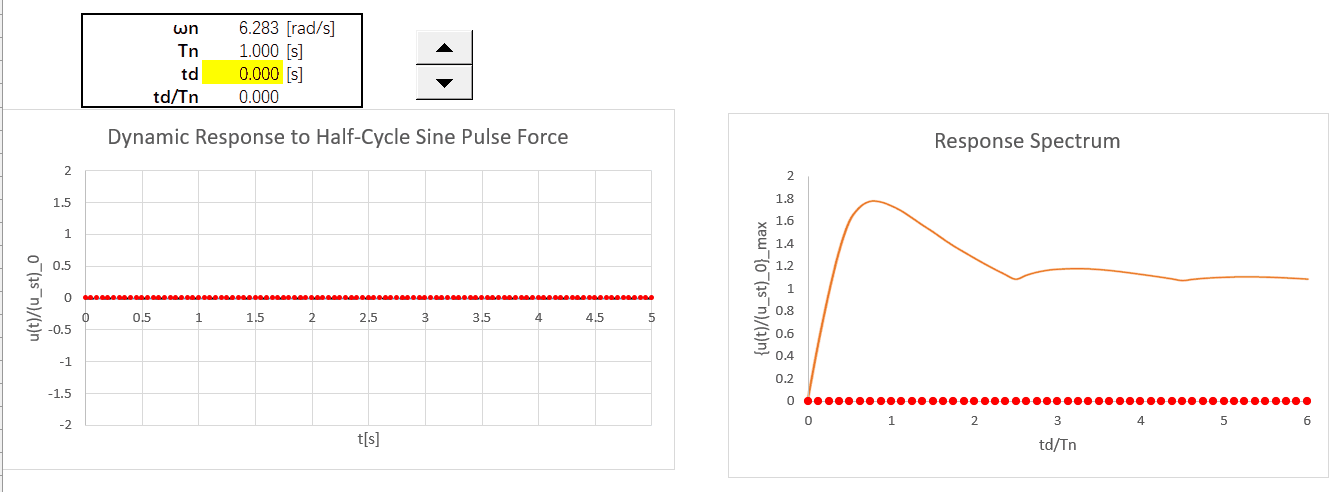 ωn 6.283 [rad/s]
Tn 1.000 [s]
td 0.000 [s]
td/Tn 0.000
Dynamic Response to Half-Cycle Sine Pulse Force
2
1.5
1
0.5
0
-0.5
-1
-1.5
-2
u(t)/(u_st)_0
0 0.5 1 1.5 2 2.5 3 3.5 4 4.5 5
t[s]
Response Spectrum
2
1.8
1.6
1.4
1.2
1
0.8
0.6
0.4
0.2
0
{u(t)/(u_st)_0}_max
0 1 2 3 4 5 6
td/Tn